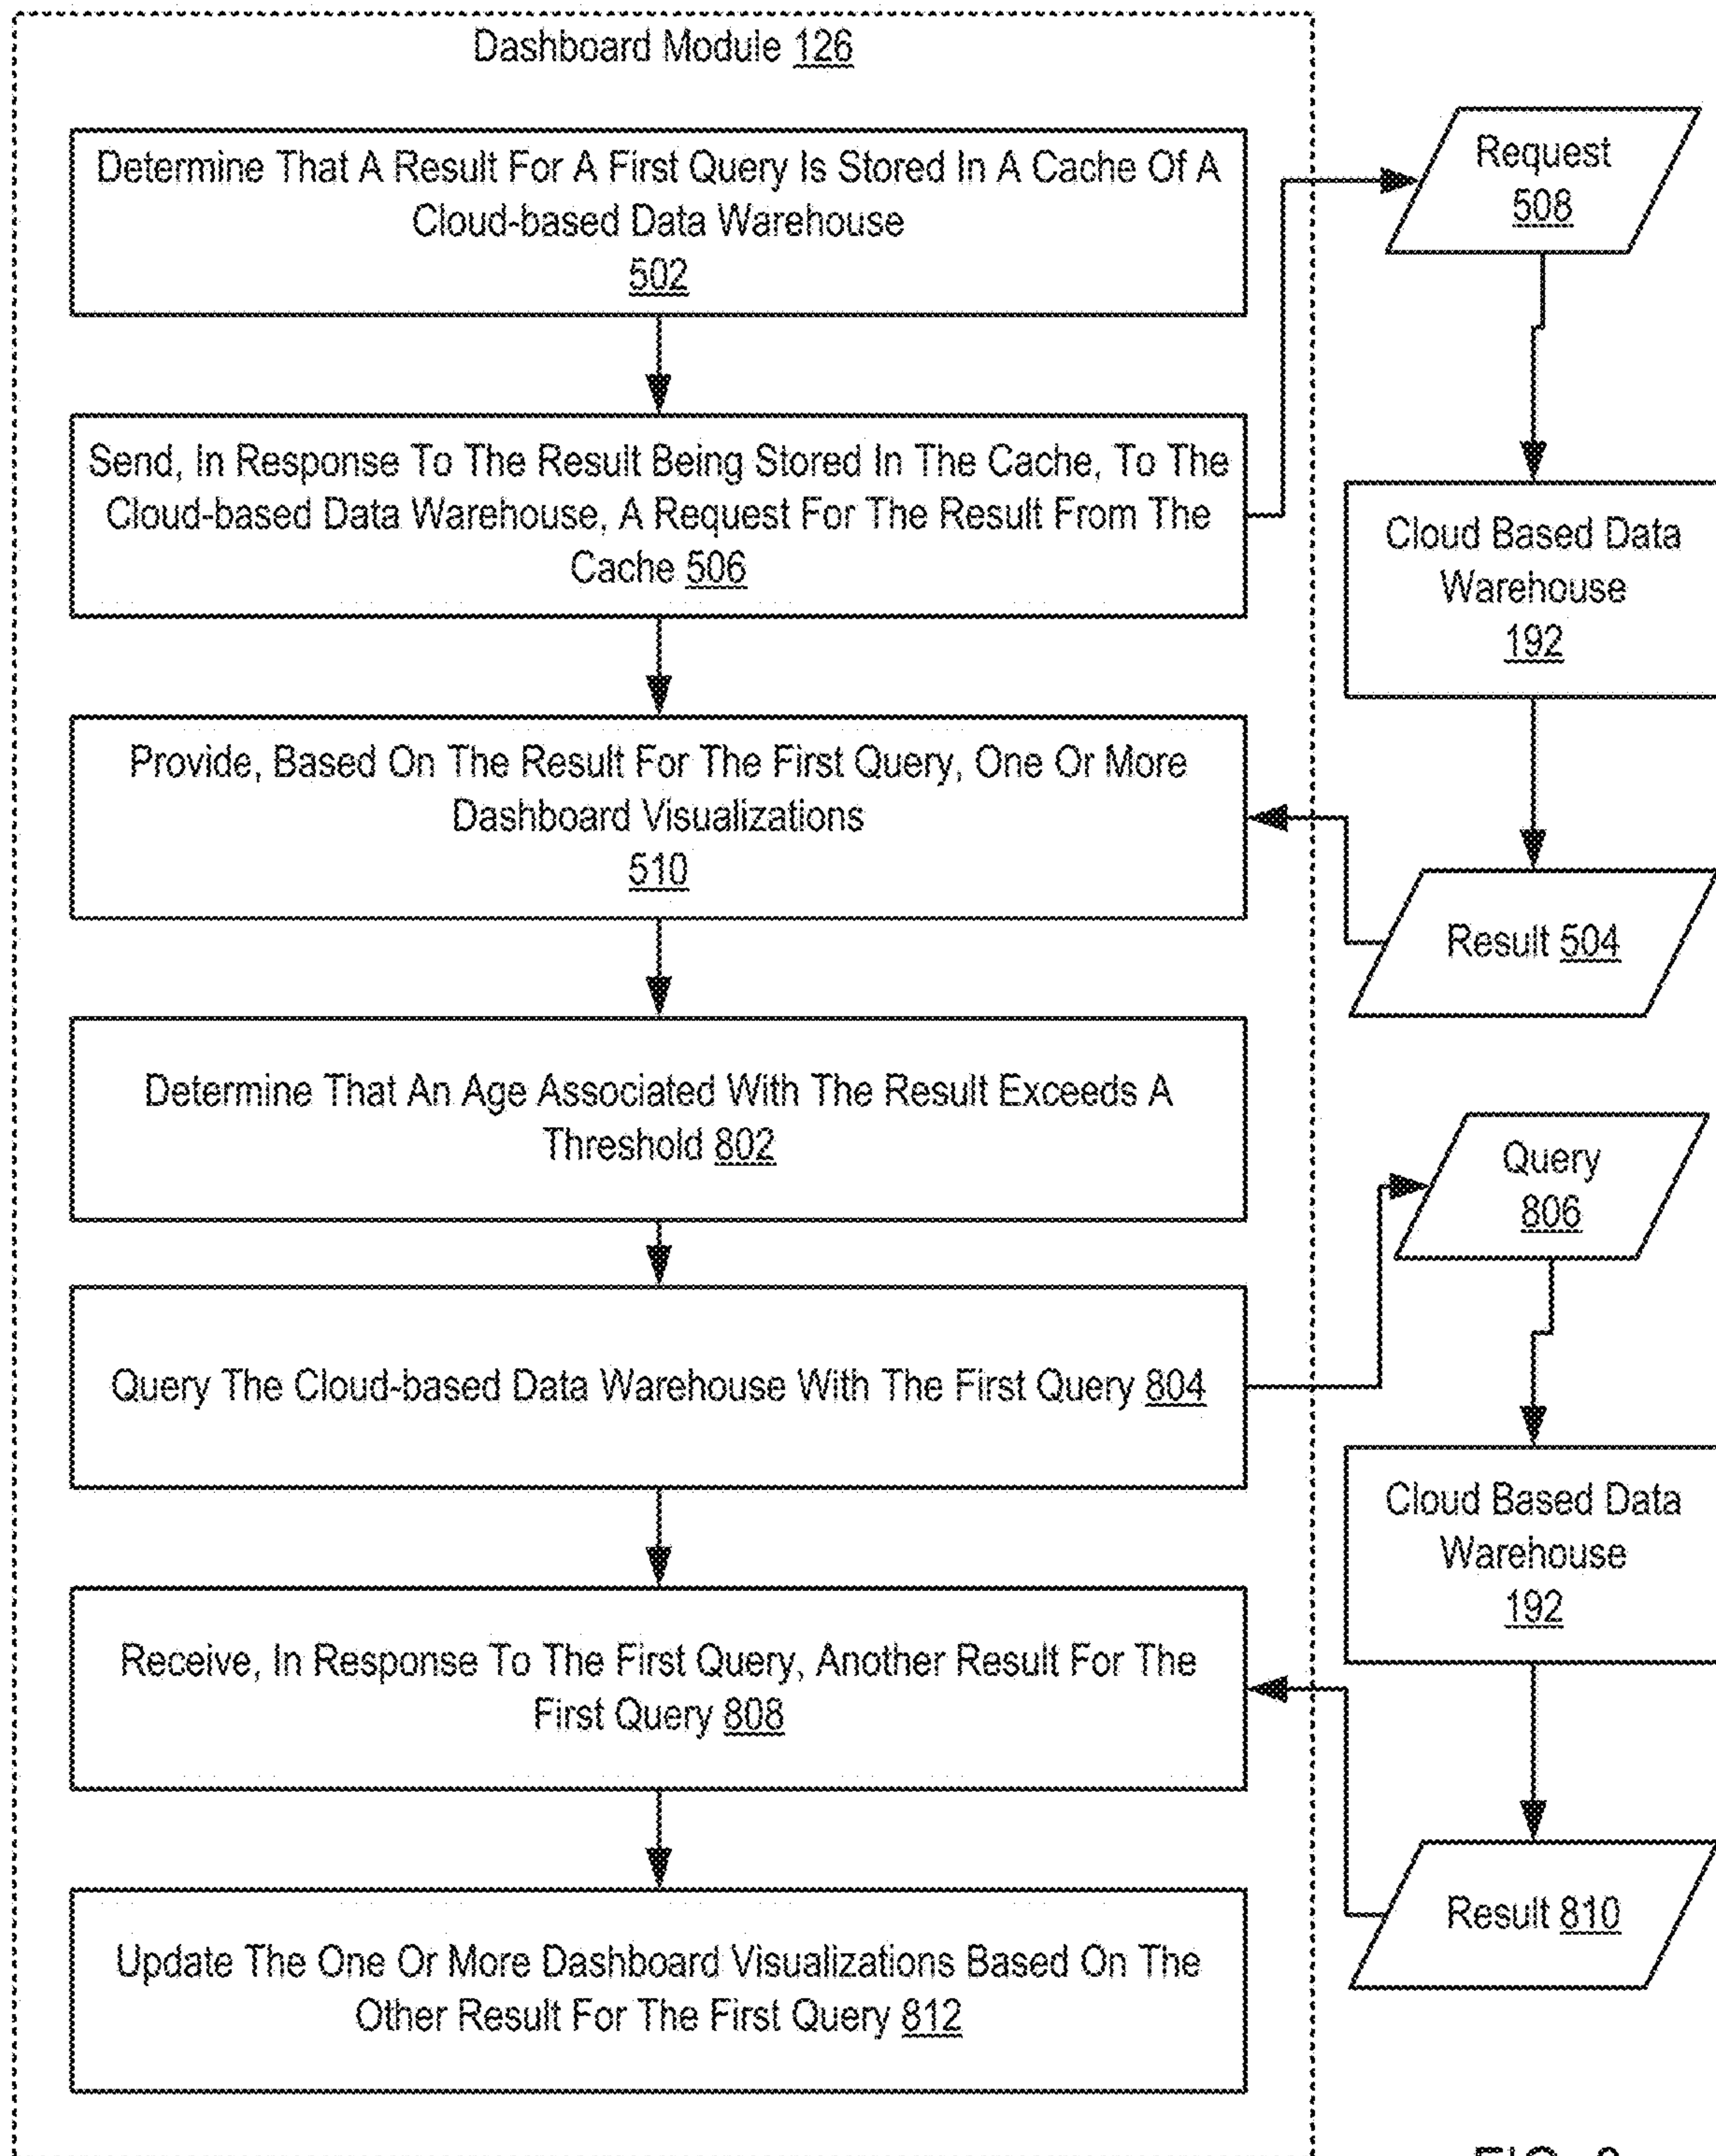 Dashboard Module 126
Determine That A Result For A First Query Is Stored In A Cache Of A
Cloud-based Data Warehouse
502
Send, In Response To The Result Being Stored In The Cache, To The
Cloud-based Data Warehouse, A Request For The Result From The
Cache 506
Provide, Based On The Result For The First Query, One Or More
Dashboard Visualizations
510
Determine That An Age Associated With The Result Exceeds A
Threshold 802
Query The Cloud-based Data Warehouse With The First Query 804
Receive, In Response To The First Query, Another Result For The
First Query 808
Update The One Or More Dashboard Visualizations Based On The
Other Result For The First Query 812
Request
508
Cloud Based Data
Warehouse
192
Result 504
Query
806
Cloud Based Data
Warehouse
192
Result 810
FIG.